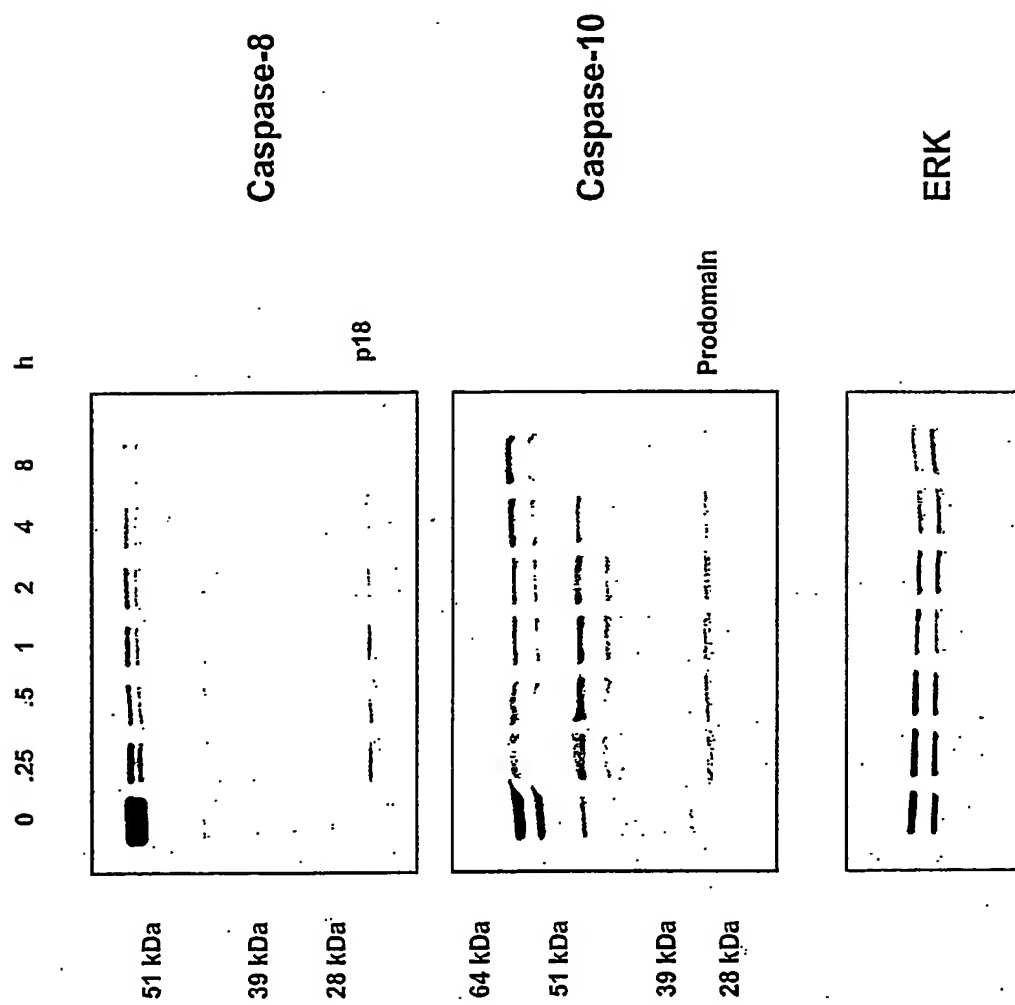 0 .25 .5 1 2 4 8 h
51 kDa
39 kDa
28 kDa
p18
Caspase-8
64 kDa
51 kDa
39 kDa
28 kDa
Prodomain
Caspase-10
ERK